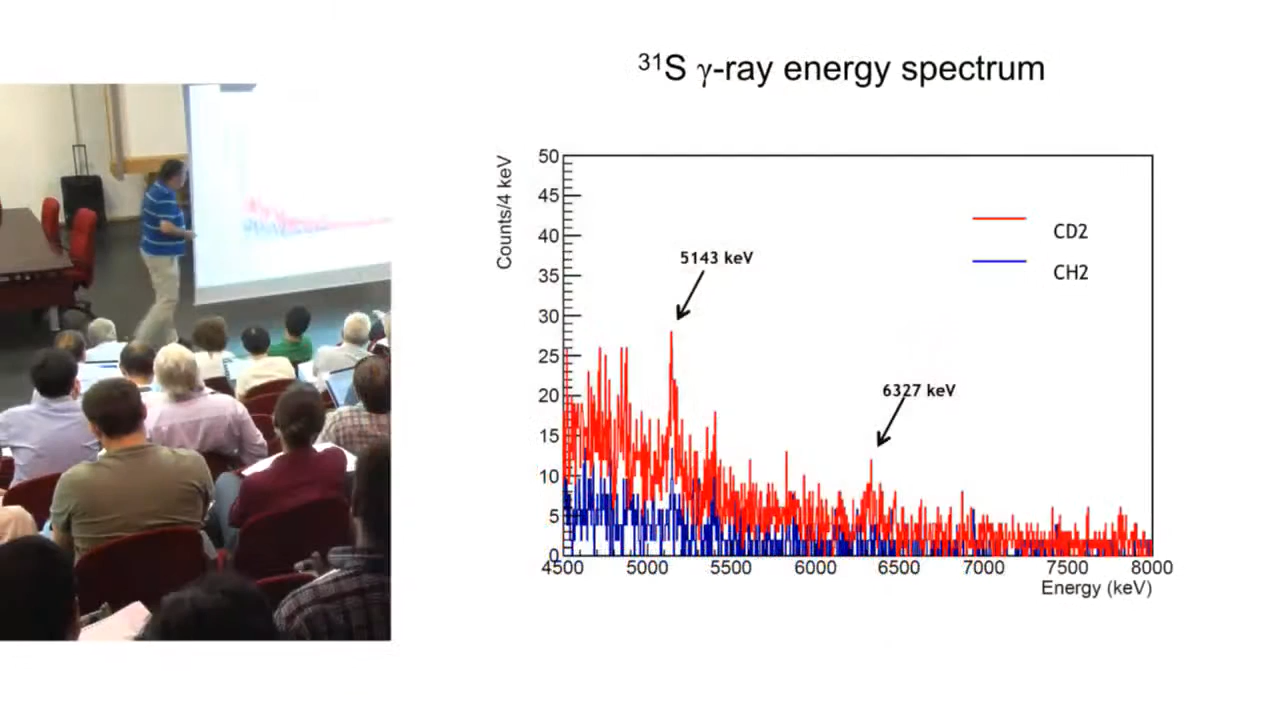 ³¹S γ-ray energy spectrum
Counts/4 keV
50
45
40
35
30
25
20
15
10
5
0
5143 keV
6327 keV
CD2
CH2
4500 5000 5500 6000 6500 7000 7500 8000
Energy (keV)